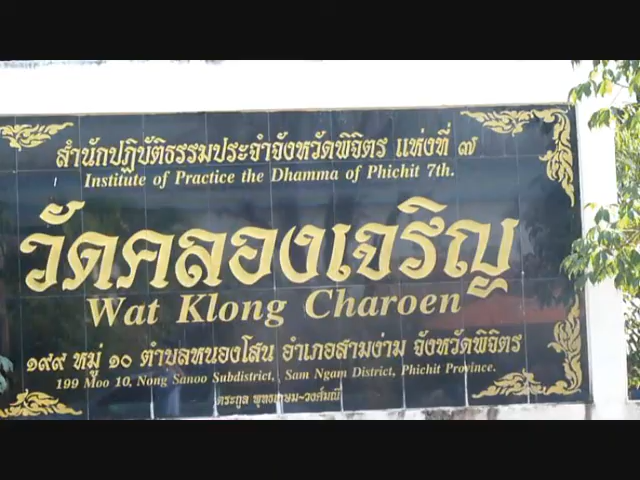 สำนักปฏิบัติธรรมประจำจังหวัดพิจิตร แห่งที่ ๗
Institute of Practice the Dhamma of Phichit 7th.
วัดคลองเจริญ
Wat Klong Charoen
๑๙๙ หมู่ ๑๐ ตำบลหนองโสน อำเภอสามง่าม จังหวัดพิจิตร
199 Moo 10, Nong Sanoo Subdistrict, Sam Ngam District, Phichit Province.
ตระกูล